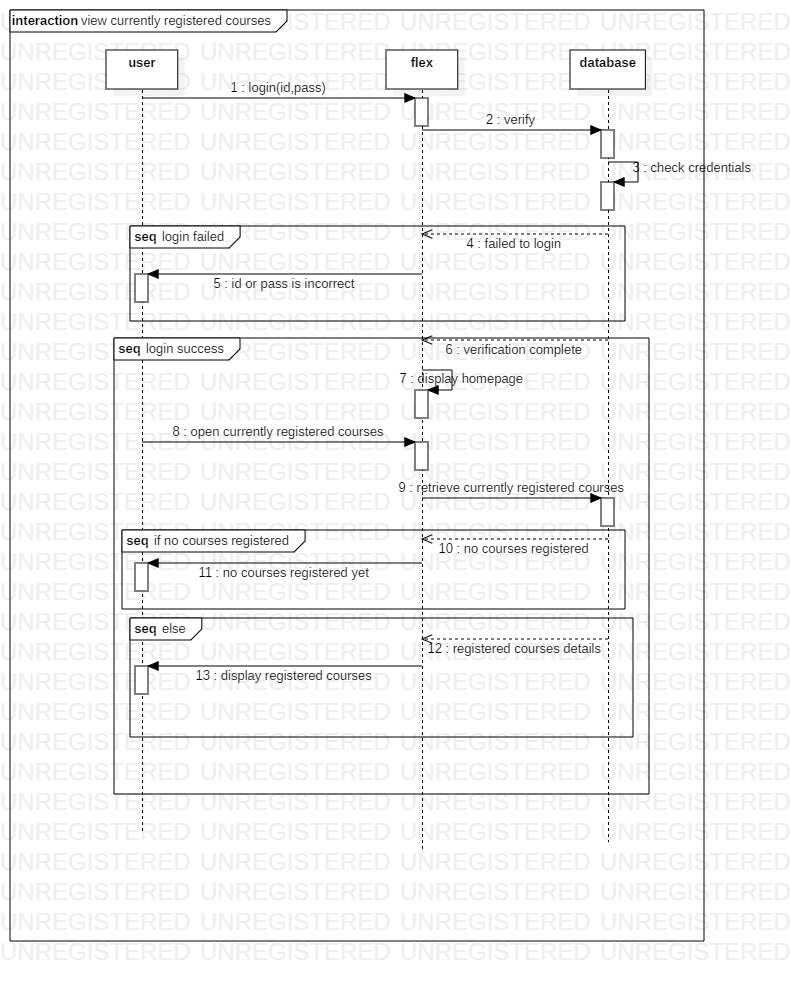 interaction view currently registered courses
user
flex
database
1 : login(id,pass)
2 : verify
3 : check credentials
seq login failed
4 : failed to login
5 : id or pass is incorrect
seq login success
6 : verification complete
7 : display homepage
8 : open currently registered courses
9 : retrieve currently registered courses
seq if no courses registered
10 : no courses registered
11 : no courses registered yet
seq else
12 : registered courses details
13 : display registered courses
UNREGISTERED